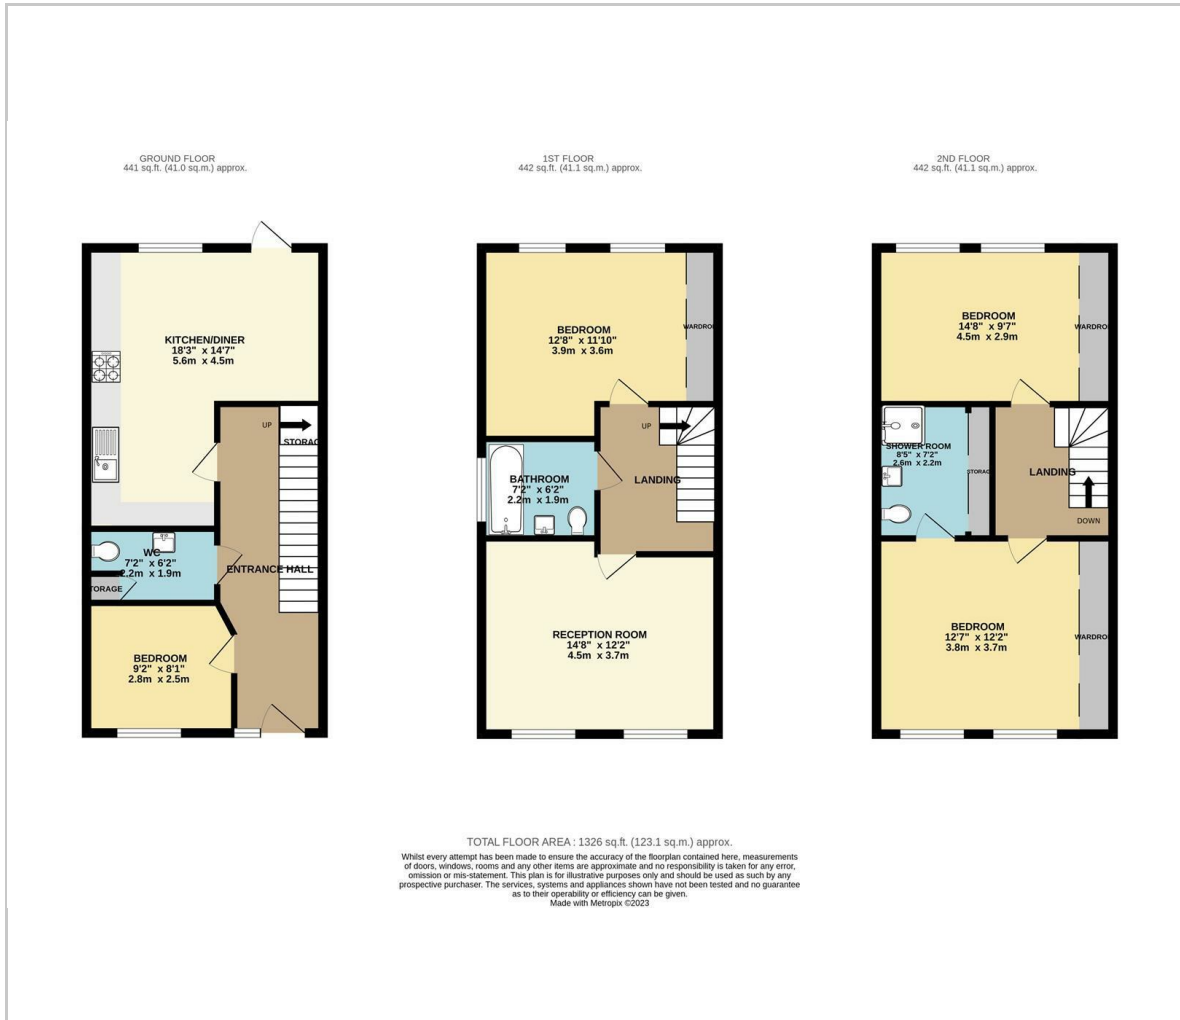 GROUND FLOOR
441 sq.ft. (41.0 sq.m.) approx.
KITCHEN/DINER
18'3" x 14'7"
5.6m x 4.5m
UP
STORAG
WC
7'2" x 6'2"
2.2m x 1.9m
TORAGE
ENTRANCE HALL
BEDROOM
9'2" x 8'1"
2.8m x 2.5m
1ST FLOOR
442 sq.ft. (41.1 sq.m.) approx.
BEDROOM
12'8" x 11'10"
3.9m x 3.6m
WARDRO
UP
BATHROOM
7'2" x 6'2"
2.2m x 1.9m
LANDING
RECEPTION ROOM
14'8" x 12'2"
4.5m x 3.7m
2ND FLOOR
442 sq.ft. (41.1 sq.m.) approx.
BEDROOM
14'8" x 9'7"
4.5m x 2.9m
WARDRO
SHOWER ROOM
8'5" x 7'2"
2.6m x 2.2m
STORAG
LANDING
DOWN
BEDROOM
12'7" x 12'2"
3.8m x 3.7m
WARDRO
TOTAL FLOOR AREA : 1326 sq.ft. (123.1 sq.m.) approx.
Whilst every attempt has been made to ensure the accuracy of the floorplan contained here, measurements
of doors, windows, rooms and any other items are approximate and no responsibility is taken for any error,
omission or mis-statement. This plan is for illustrative purposes only and should be used as such by any
prospective purchaser. The services, systems and appliances shown have not been tested and no guarantee
as to their operability or efficiency can be given.
Made with Metropix ©2023